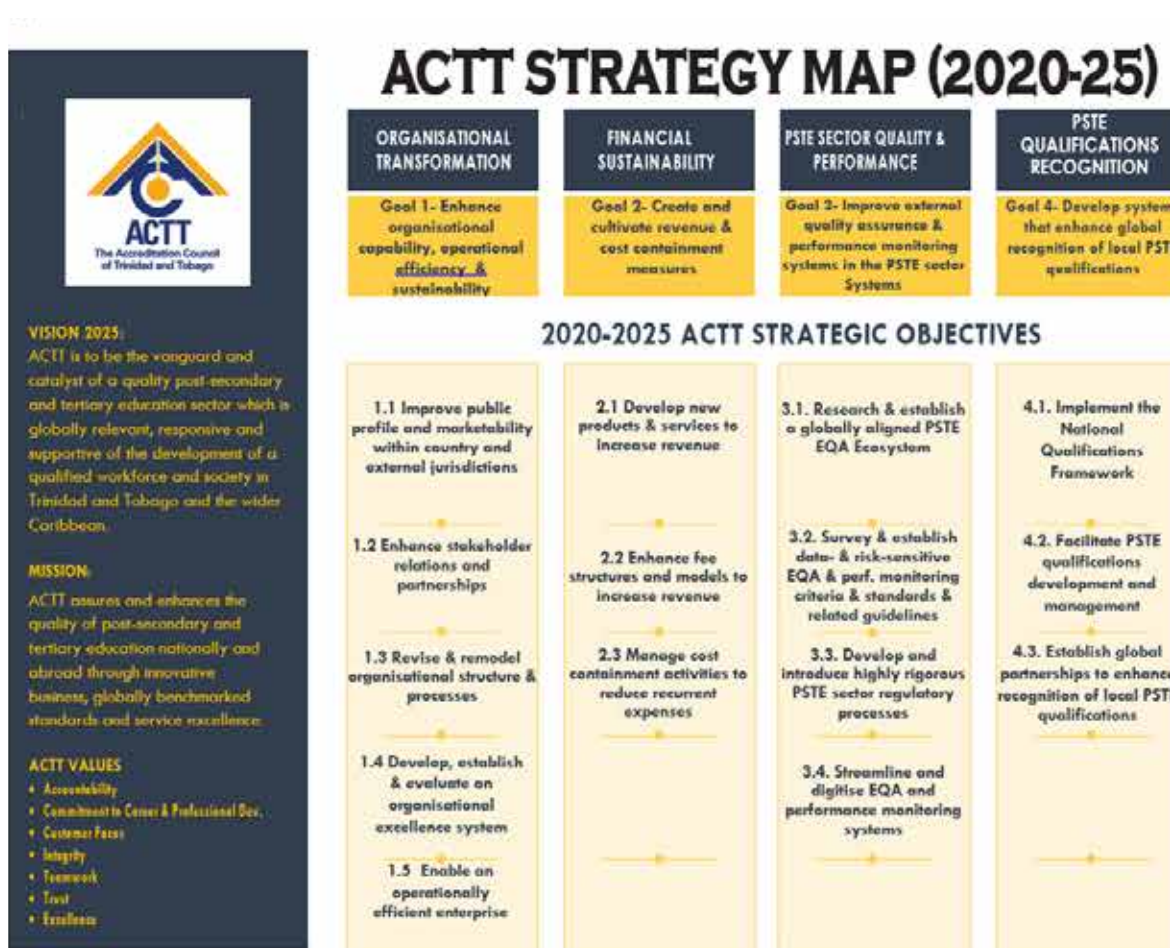 ACTT STRATEGY MAP (2020-25)
ACTT
The Accreditation Council
of Trinidad and Tobago
VISION 2025:
ACTT is to be the vanguard and
catalyst of a quality post-secondary
and tertiary education sector which is
globally relevant, responsive and
supportive of the development of a
qualified workforce and society in
Trinidad and Tobago and the wider
Caribbean.
MISSION:
ACTT assures and enhances the
quality of post-secondary and
tertiary education nationally and
abroad through innovative
business, globally benchmarked
standards and service excellence.
ACTT VALUES
• Accountability
• Commitment to Career & Professional Dev.
• Customer Focus
• Integrity
• Teamwork
• Trust
• Excellence
ORGANISATIONAL
TRANSFORMATION
Goal 1- Enhance
organisational
capability, operational
efficiency &
sustainability
FINANCIAL
SUSTAINABILITY
Goal 2- Create and
cultivate revenue &
cost containment
measures
PSTE SECTOR QUALITY &
PERFORMANCE
Goal 3- Improve external
quality assurance &
performance monitoring
systems in the PSTE sector
Systems
PSTE
QUALIFICATIONS
RECOGNITION
Goal 4- Develop system
that enhance global
recognition of local PST
qualifications
2020-2025 ACTT STRATEGIC OBJECTIVES
1.1 Improve public
profile and marketability
within country and
external jurisdictions
1.2 Enhance stakeholder
relations and
partnerships
1.3 Revise & remodel
organisational structure &
processes
1.4 Develop, establish
& evaluate an
organisational
excellence system
1.5 Enable an
operationally
efficient enterprise
2.1 Develop new
products & services to
increase revenue
2.2 Enhance fee
structures and models to
increase revenue
2.3 Manage cost
containment activities to
reduce recurrent
expenses
3.1. Research & establish
a globally aligned PSTE
EQA Ecosystem
3.2. Survey & establish
data- & risk-sensitive
EQA & perf. monitoring
criteria & standards &
related guidelines
3.3. Develop and
introduce highly rigorous
PSTE sector regulatory
processes
3.4. Streamline and
digitise EQA and
performance monitoring
systems
4.1. Implement the
National
Qualifications
Framework
4.2. Facilitate PSTE
qualifications
development and
management
4.3. Establish global
partnerships to enhance
recognition of local PST
qualifications